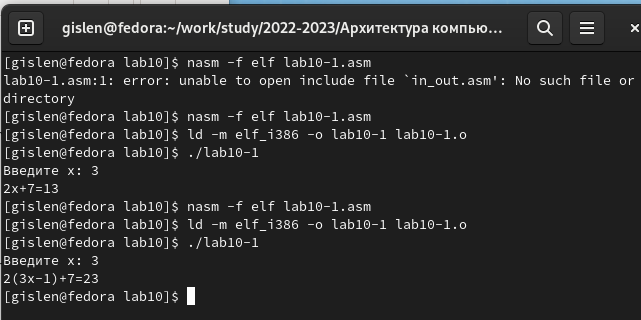 gislen@fedora:~/work/study/2022-2023/Архитектура компью...
[gislen@fedora lab10]$ nasm -f elf lab10-1.asm
lab10-1.asm:1: error: unable to open include file `in_out.asm': No such file or
directory
[gislen@fedora lab10]$ nasm -f elf lab10-1.asm
[gislen@fedora lab10]$ ld -m elf_i386 -o lab10-1 lab10-1.o
[gislen@fedora lab10]$ ./lab10-1
Введите x: 3
2x+7=13
[gislen@fedora lab10]$ nasm -f elf lab10-1.asm
[gislen@fedora lab10]$ ld -m elf_i386 -o lab10-1 lab10-1.o
[gislen@fedora lab10]$ ./lab10-1
Введите x: 3
2(3x-1)+7=23
[gislen@fedora lab10]$